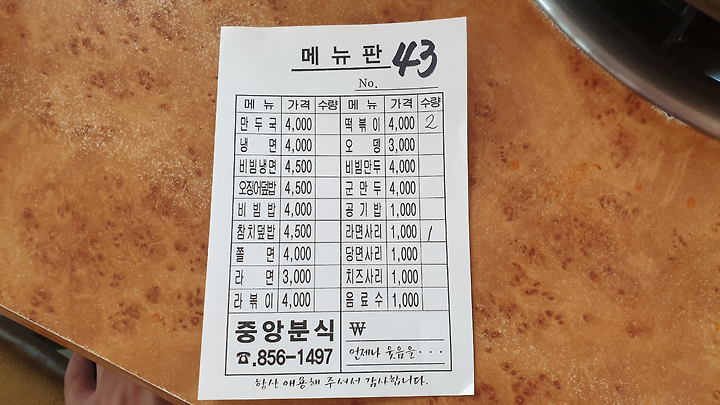 메뉴판 43
No.
메뉴 가격 수량 메뉴 가격 수량
만두국 4,000 떡볶이 4,000 2
냉면 4,000 오뎅 3,000
비빔냉면 4,500 비빔만두 4,000
오징어덮밥 4,500 군만두 4,000
비빔밥 4,000 공기밥 1,000
참치덮밥 4,500 라면사리 1,000 1
쫄면 4,000 당면사리 1,000
라면 3,000 치즈사리 1,000
라볶이 4,000 음료수 1,000
중앙분식 ₩
☎.856-1497 언제나 웃음을...
항상 애용해 주셔서 감사합니다.